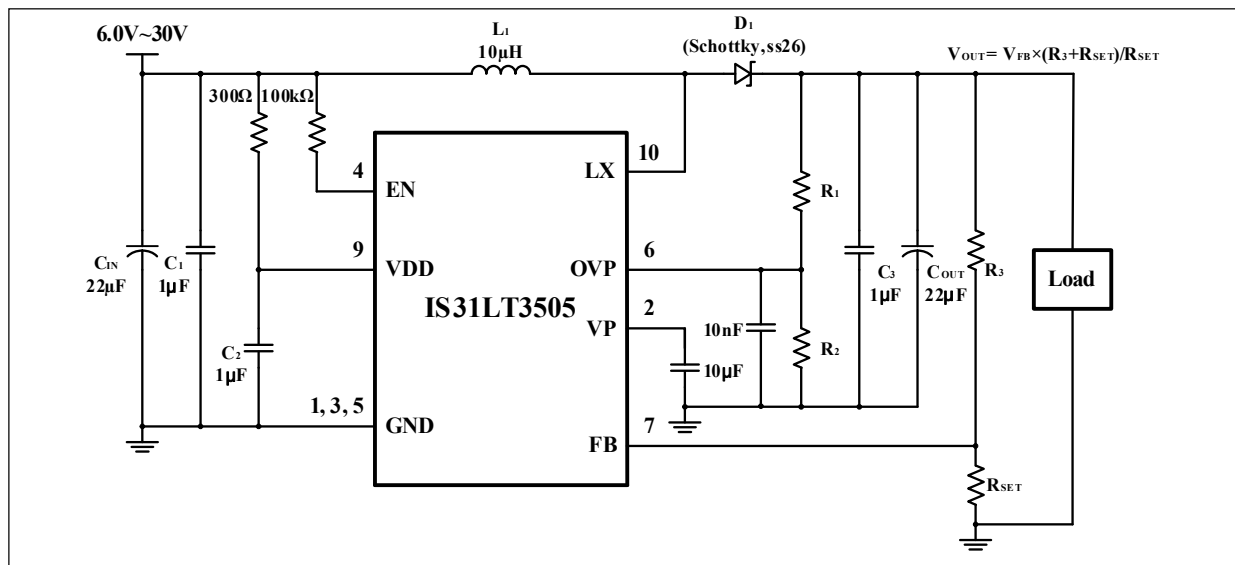 6.0V~30V
L1
10μH
D1
(Schottky,ss26)
VOUT= VFB×(R3+RSET)/RSET
300Ω 100kΩ
4
EN
LX
10
R1
9
VDD
OVP
6
CIN
22μF
C1
1μF
C3
1μF
COUT
22μF
R3
Load
IS31LT3505
VP
2
10nF
R2
C2
1μF
10μF
1, 3, 5
GND
FB
7
RSET